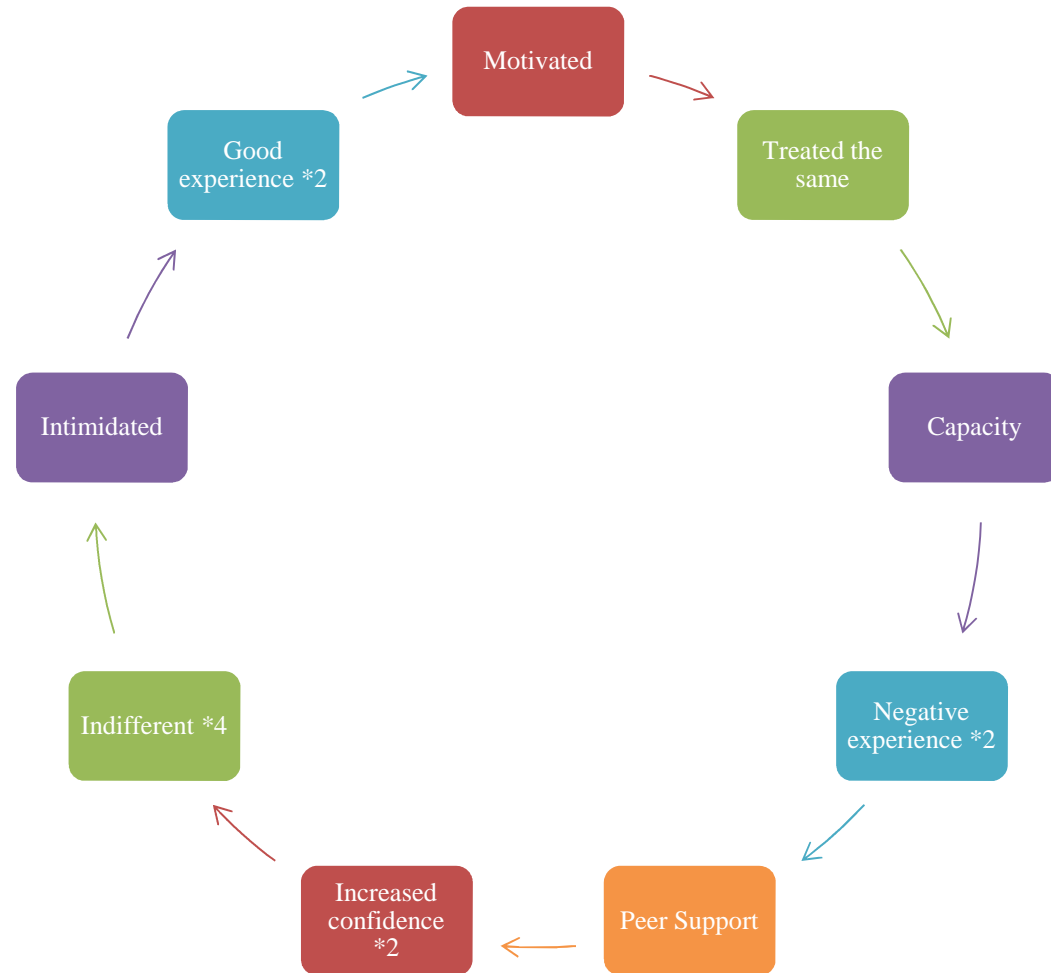 Motivated
Treated the
same
Capacity
Negative
experience *2
Peer Support
Increased
confidence
*2
Indifferent *4
Intimidated
Good
experience *2